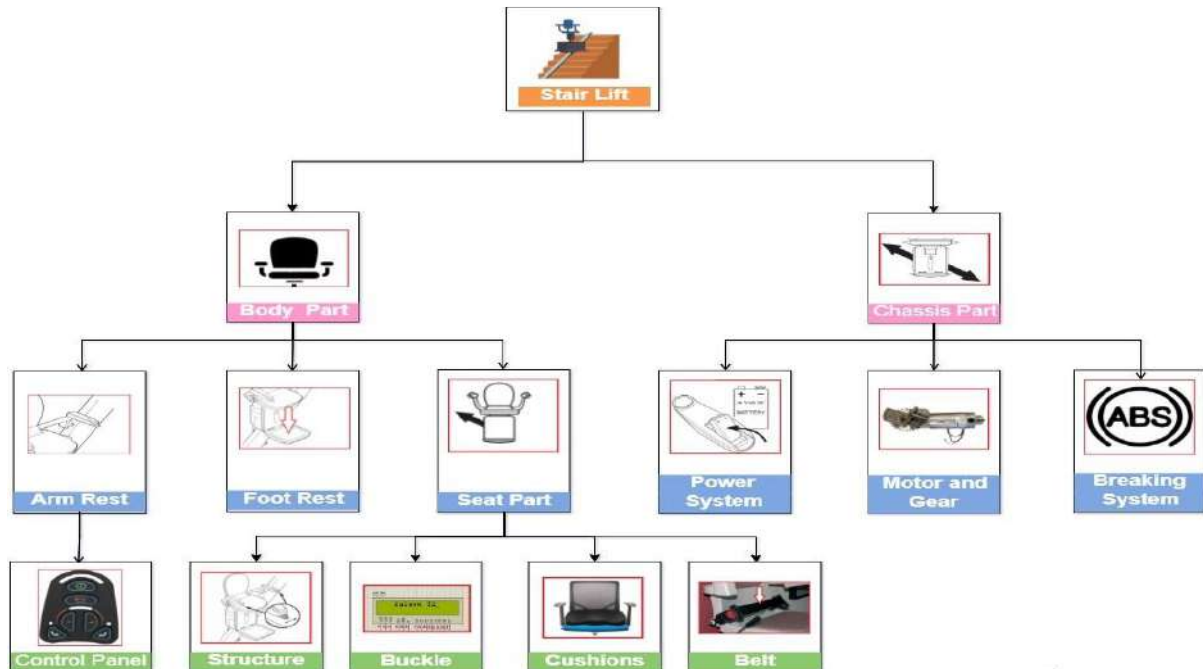 Stair Lift
Body Part
Chassis Part
BATTERY
ABS
Arm Rest
Foot Rest
Seat Part
Power
System
Motor and
Gear
Breaking
System
Control Panel
Structure
Buckle
Cushions
Belt